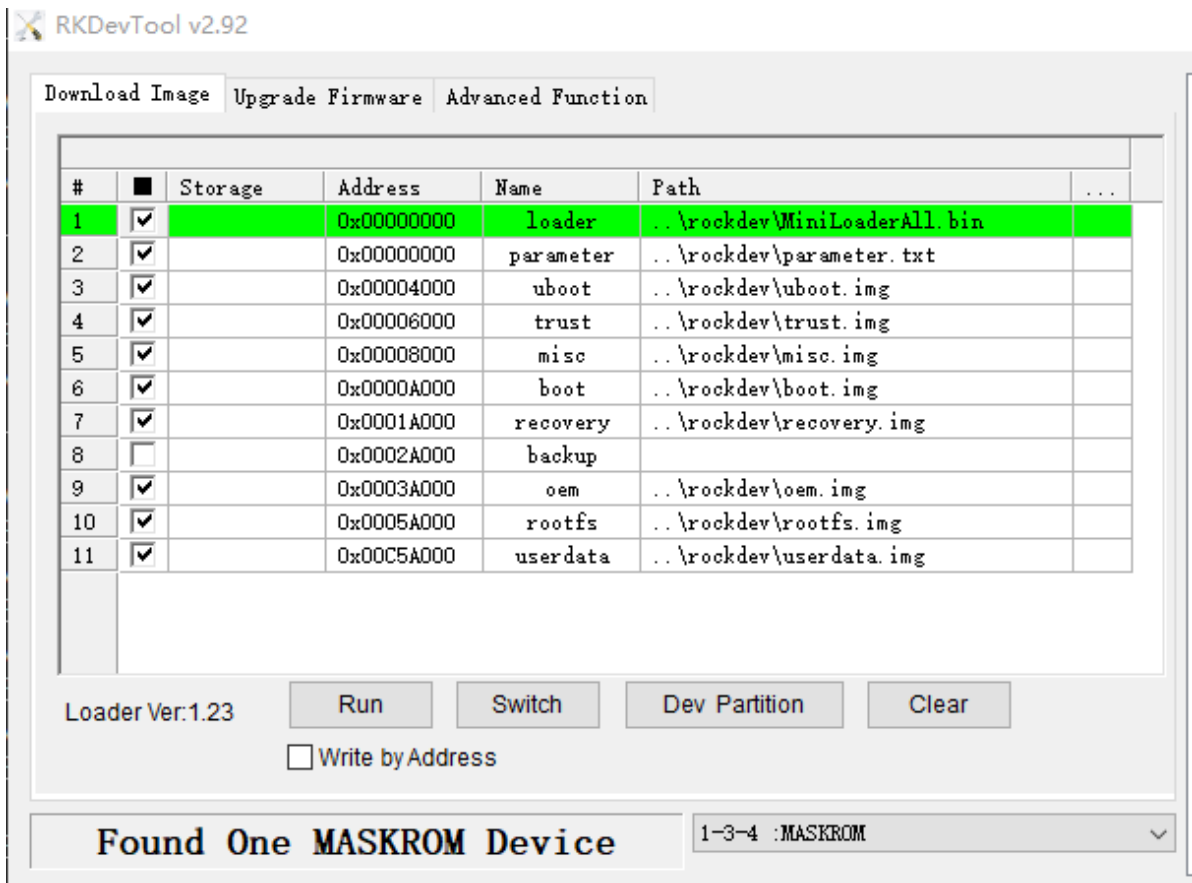 RKDevTool v2.92
Download Image Upgrade Firmware Advanced Function
# Storage Address Name Path ...
1 0x00000000 loader ..\rockdev\MiniLoaderAll.bin
2 0x00000000 parameter ..\rockdev\parameter.txt
3 0x00004000 uboot ..\rockdev\uboot.img
4 0x00006000 trust ..\rockdev\trust.img
5 0x00008000 misc ..\rockdev\misc.img
6 0x0000A000 boot ..\rockdev\boot.img
7 0x0001A000 recovery ..\rockdev\recovery.img
8 0x0002A000 backup
9 0x0003A000 oem ..\rockdev\oem.img
10 0x0005A000 rootfs ..\rockdev\rootfs.img
11 0x00C5A000 userdata ..\rockdev\userdata.img
Loader Ver:1.23 Run Switch Dev Partition Clear
Write by Address
Found One MASKROM Device 1-3-4 :MASKROM